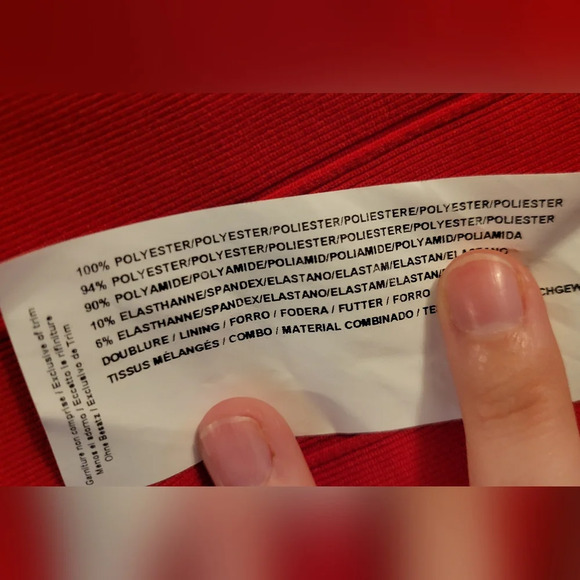 100% POLYESTER/POLYESTER/POLIESTER/POLIESTERE/POLYESTER/POLIESTER
94% POLYESTER/POLYESTER/POLIESTER/POLIESTERE/POLYESTER/POLIESTER
90% POLYAMIDE/POLYAMIDE/POLIAMID/POLIAMIDE/POLYAMID/POLIAMIDA
10% ELASTHANNE/SPANDEX/ELASTANO/ELASTAM/ELASTAN/ELASTANO
6% ELASTHANNE/SPANDEX/ELASTANO/ELASTAM/ELASTAN/
DOUBLURE / LINING / FORRO / FODERA / FUTTER / FORRO
TISSUS MÉLANGÉS / COMBO / MATERIAL COMBINADO /
Garniture non comprise / Exclusive of trim
Menos el adorno / Eccetto le rifiniture
Ohne Besatz / Exclusivo de Trim